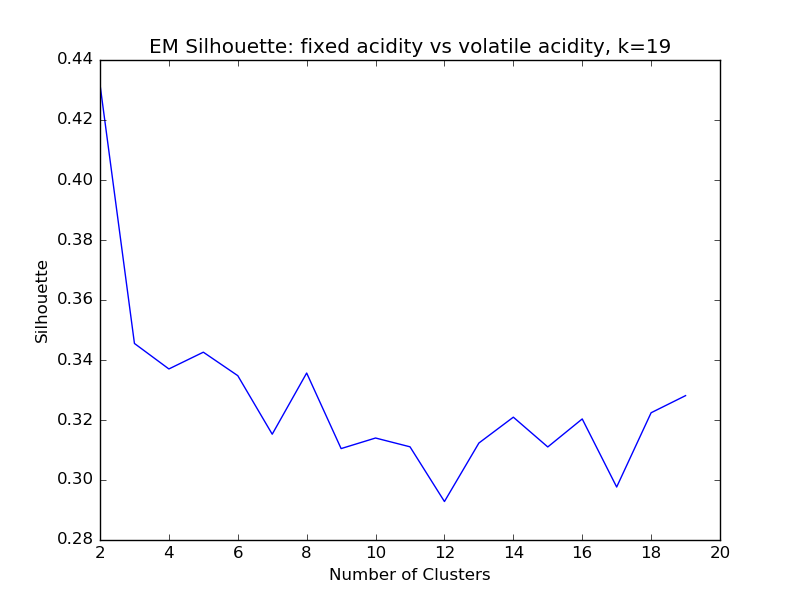 EM Silhouette: fixed acidity vs volatile acidity, k=19
0.44
0.42
0.40
0.38
0.36
0.34
0.32
0.30
0.28
Silhouette
2 4 6 8 10 12 14 16 18 20
Number of Clusters